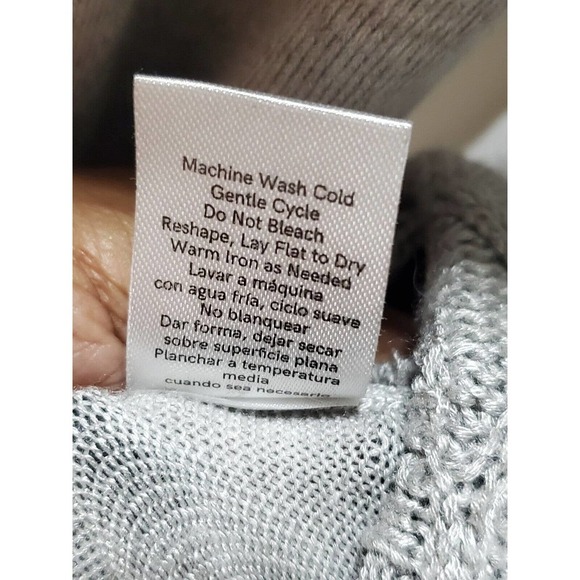 Machine Wash Cold
Gentle Cycle
Do Not Bleach
Reshape, Lay Flat to Dry
Warm Iron as Needed
Lavar a máquina
con agua fría, ciclo suave
No blanquear
Dar forma, dejar secar
sobre superficie plana
Planchar a temperatura
media
cuando sea necesario